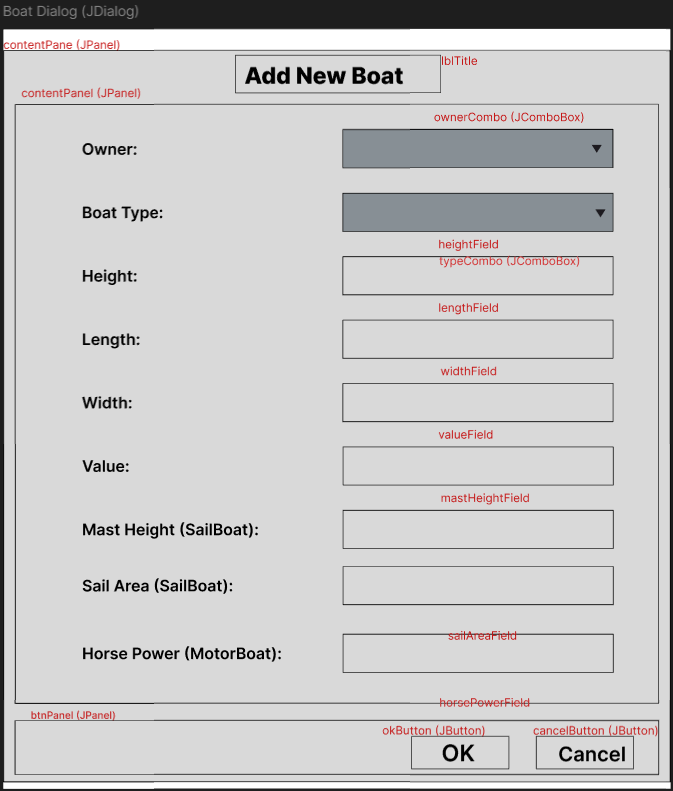 Boat Dialog (JDialog)
contentPane (JPanel)
Add New Boat
lblTitle
contentPanel (JPanel)
ownerCombo (JComboBox)
Owner:
Boat Type:
heightField
typeCombo (JComboBox)
Height:
lengthField
Length:
widthField
Width:
valueField
Value:
mastHeightField
Mast Height (SailBoat):
Sail Area (SailBoat):
sailAreaField
Horse Power (MotorBoat):
horsePowerField
btnPanel (JPanel)
okButton (JButton)
cancelButton (JButton)
OK
Cancel